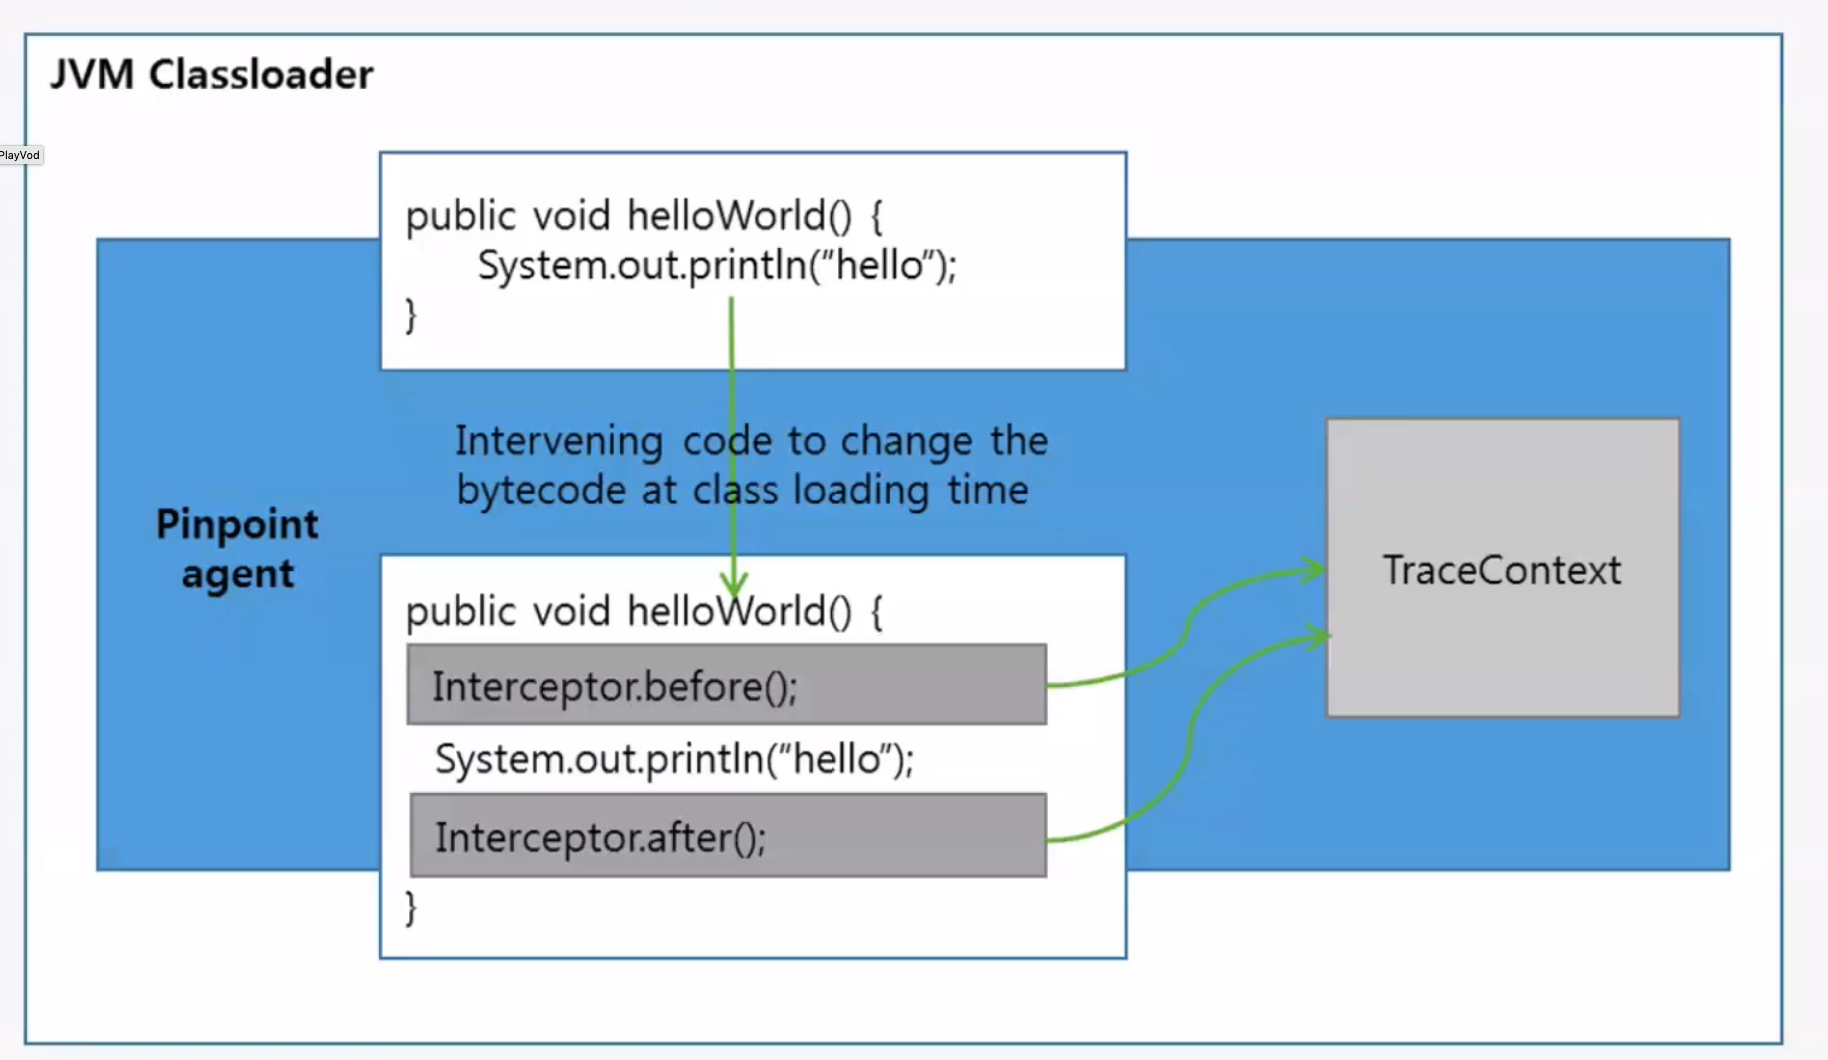 JVM Classloader
PlayVod
public void helloWorld() {
System.out.println("hello");
}
Intervening code to change the
bytecode at class loading time
Pinpoint
agent
public void helloWorld() {
Interceptor.before();
System.out.println("hello");
Interceptor.after();
}
TraceContext